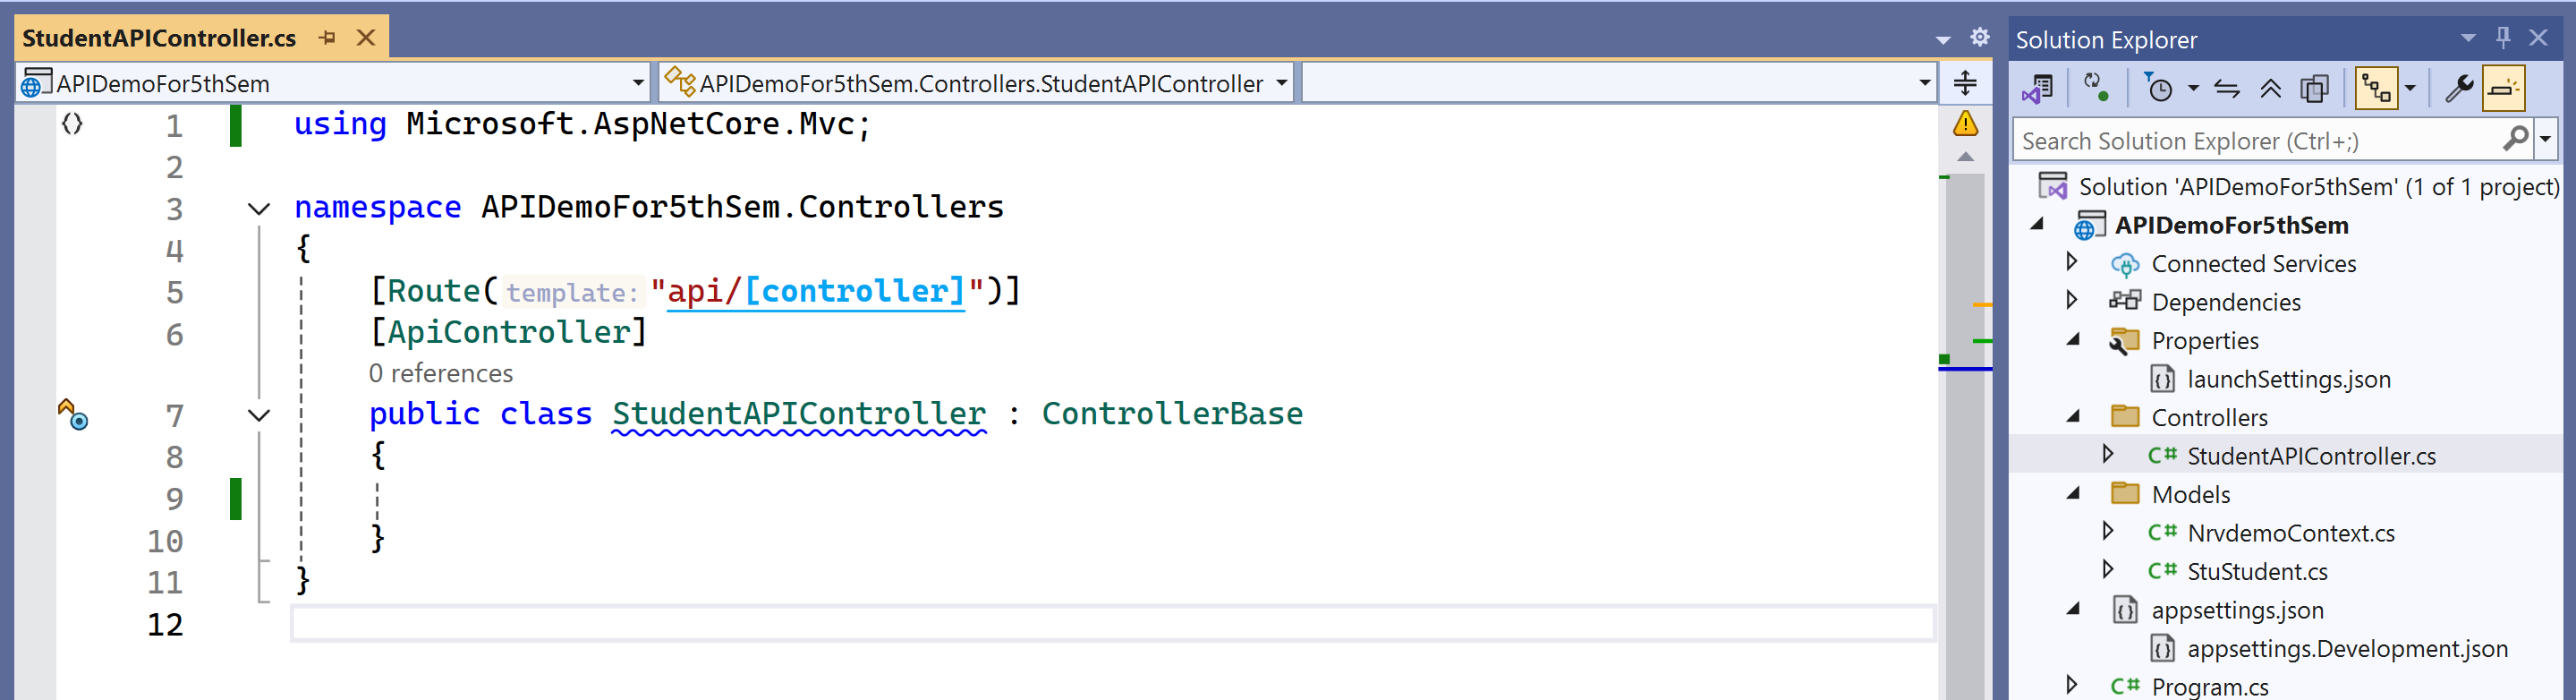 StudentAPIController.cs
APIDemoFor5thSem
APIDemoFor5thSem.Controllers.StudentAPIController
1 using Microsoft.AspNetCore.Mvc;
2
3 namespace APIDemoFor5thSem.Controllers
4 {
5 [Route(template:"api/[controller]")]
6 [ApiController]
0 references
7 public class StudentAPIController : ControllerBase
8 {
9
10 }
11 }
12
Solution Explorer
Search Solution Explorer (Ctrl+;)
Solution 'APIDemoFor5thSem' (1 of 1 project)
APIDemoFor5thSem
Connected Services
Dependencies
Properties
launchSettings.json
Controllers
C# StudentAPIController.cs
Models
C# NrvdemoContext.cs
C# StuStudent.cs
appsettings.json
appsettings.Development.json
C# Program.cs